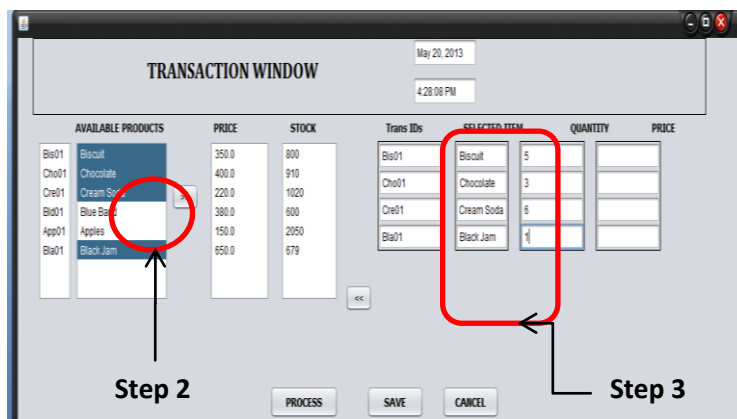 May 20, 2013
TRANSACTION WINDOW
4:28:08 PM
AVAILABLE PRODUCTS PRICE STOCK Trans IDs SELECTED ITEM QUANTITY PRICE
Bis01 Biscuit 350.0 800 Bis01 Biscuit 5
Cho01 Chocolate 400.0 910 Cho01 Chocolate 3
Cre01 Cream Soda 220.0 1020 Cre01 Cream Soda 6
Bld01 Blue Band 380.0 600
App01 Apples 150.0 2050 Bla01 Black Jam 1
Bla01 Black Jam 650.0 679
<<
Step 2 Step 3
PROCESS SAVE CANCEL